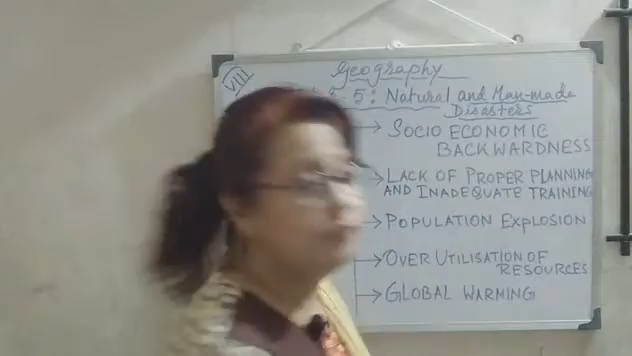 VIII
Geography
5: Natural and Man-made
Disasters
→ SOCIO ECONOMIC
BACKWARDNESS
→ LACK OF PROPER PLANNING
AND INADEQUATE TRAINING
→ POPULATION EXPLOSION
→ OVER UTILISATION OF
RESOURCES
→ GLOBAL WARMING